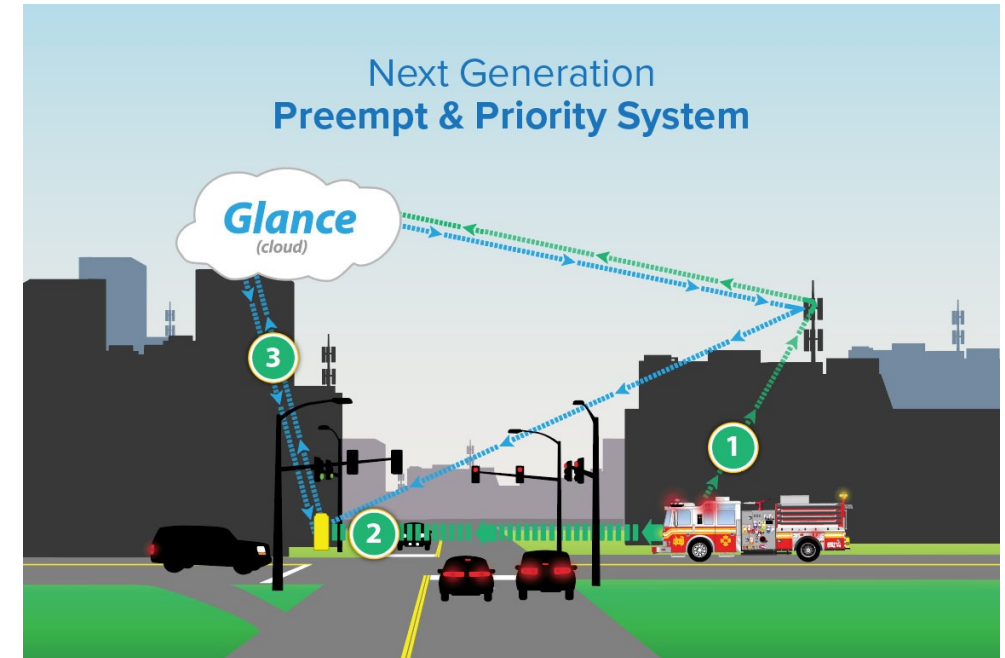 Next Generation
Preempt & Priority System
Glance
(cloud)
3
1
2